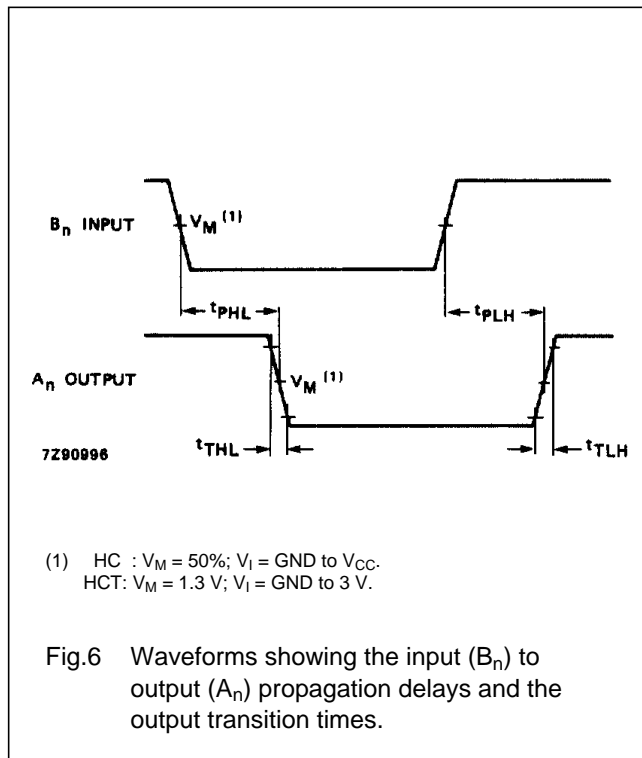 Bn INPUT
VM (1)
tPHL
tPLH
An OUTPUT
VM (1)
tTHL
tTLH
7Z90996
(1) HC : VM = 50%; VI = GND to VCC.
HCT: VM = 1.3 V; VI = GND to 3 V.
Fig.6 Waveforms showing the input (Bn) to
output (An) propagation delays and the
output transition times.